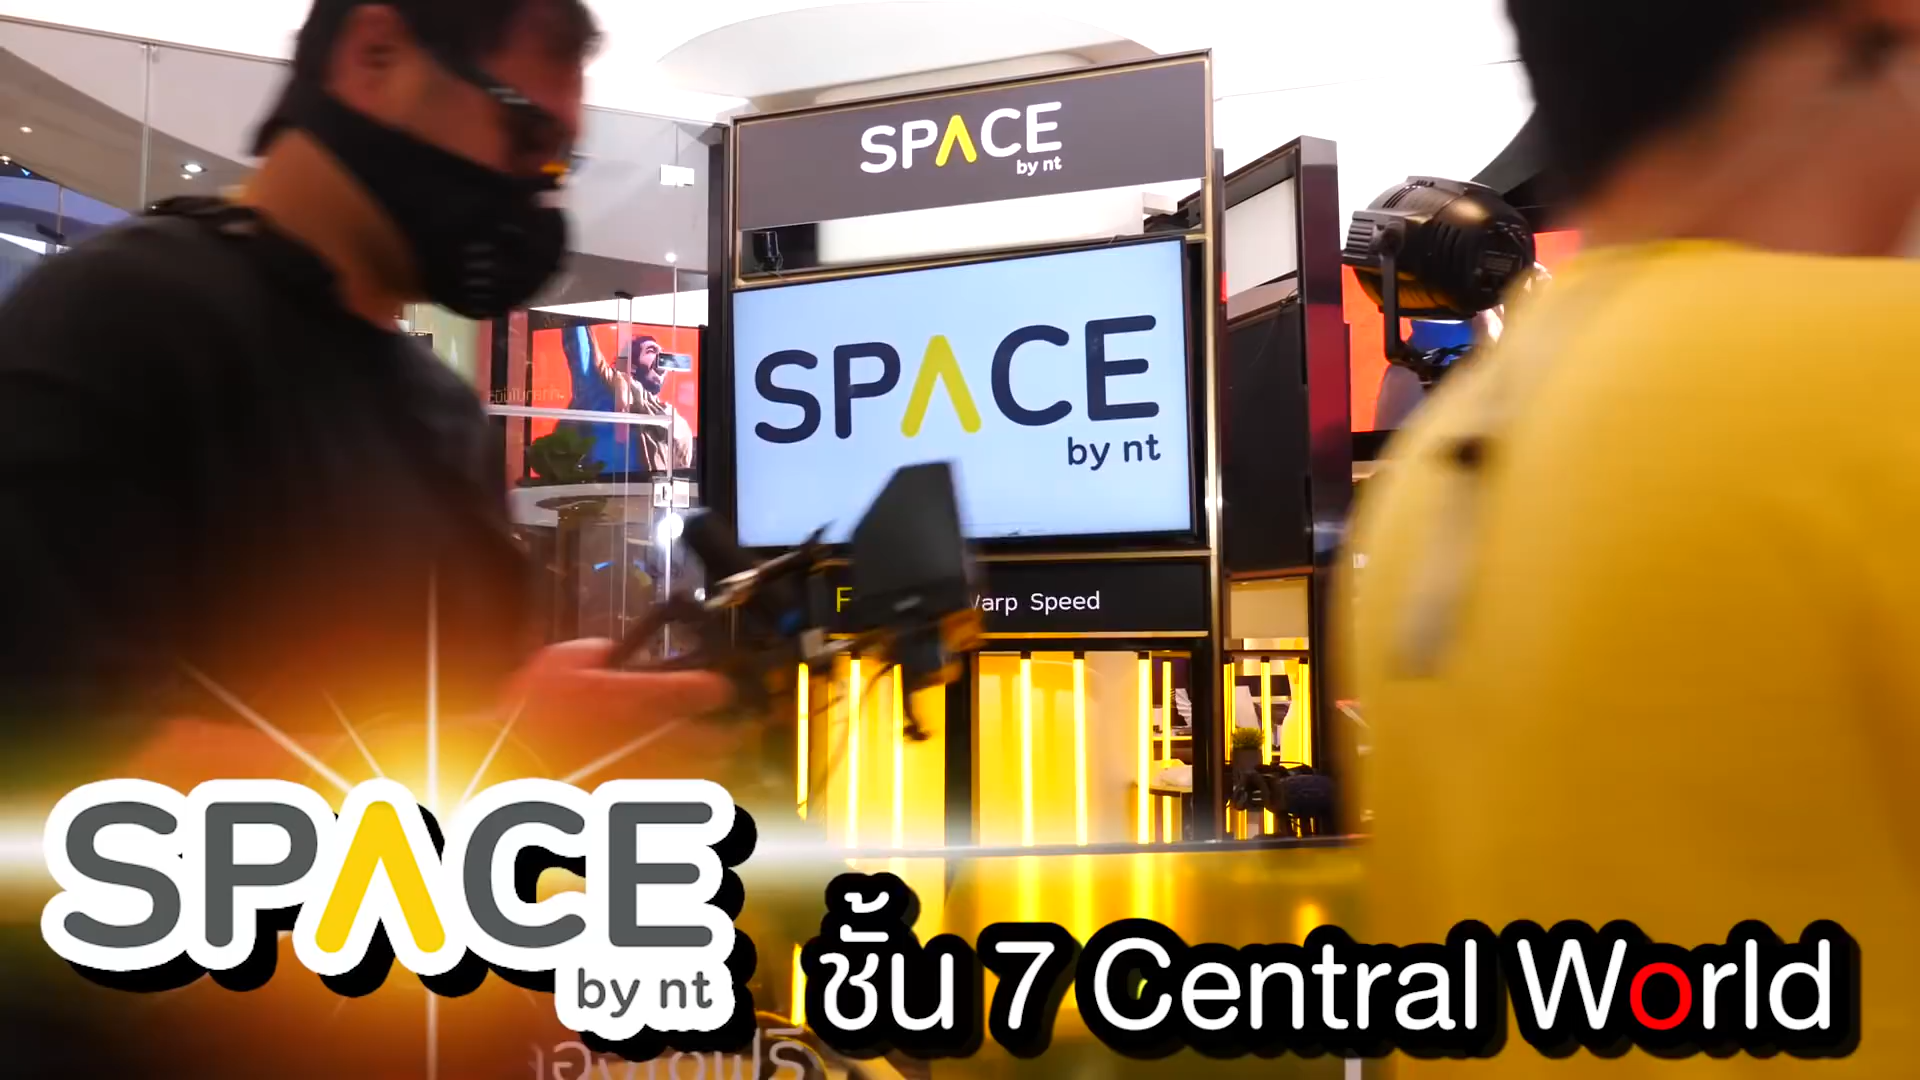 SPACE
by nt
SPACE
by nt
Warp Speed
SPACE
by nt
ชั้น 7 Central World